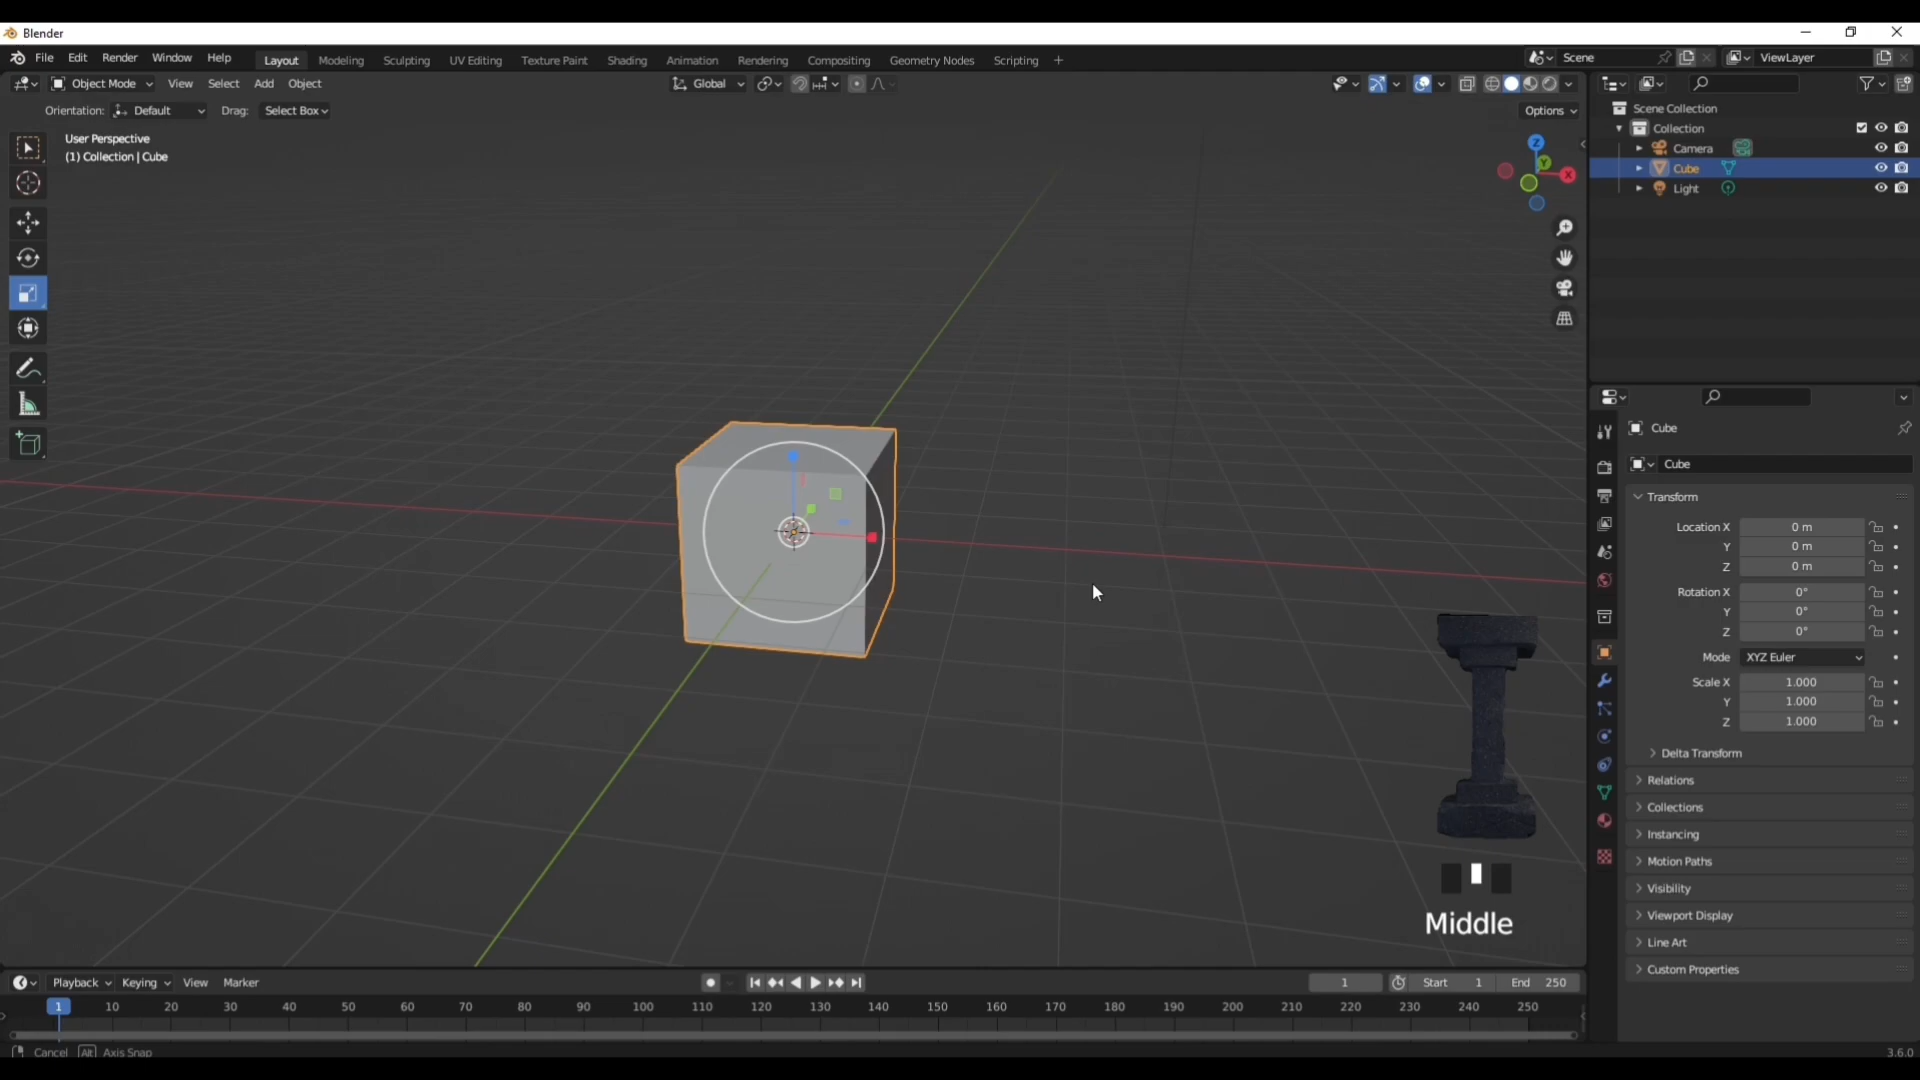 Blender
File Edit Render Window Help Layout Modeling Sculpting UV Editing Texture Paint Shading Animation Rendering Compositing Geometry Nodes Scripting + Scene ViewLayer
Object Mode View Select Add Object Global
Orientation: Default Drag: Select Box Options
User Perspective
(1) Collection | Cube
Z
Y
X
Scene Collection
Collection
Camera
Cube
Light
Cube
Cube
Transform
Location X 0 m
Y 0 m
Z 0 m
Rotation X 0°
Y 0°
Z 0°
Mode XYZ Euler
Scale X 1.000
Y 1.000
Z 1.000
Delta Transform
Relations
Collections
Instancing
Motion Paths
Visibility
Viewport Display
Line Art
Custom Properties
Middle
Playback Keying View Marker 1 Start 1 End 250
1 10 20 30 40 50 60 70 80 90 100 110 120 130 140 150 160 170 180 190 200 210 220 230 240 250
Cancel Alt Axis Snap 3.6.0